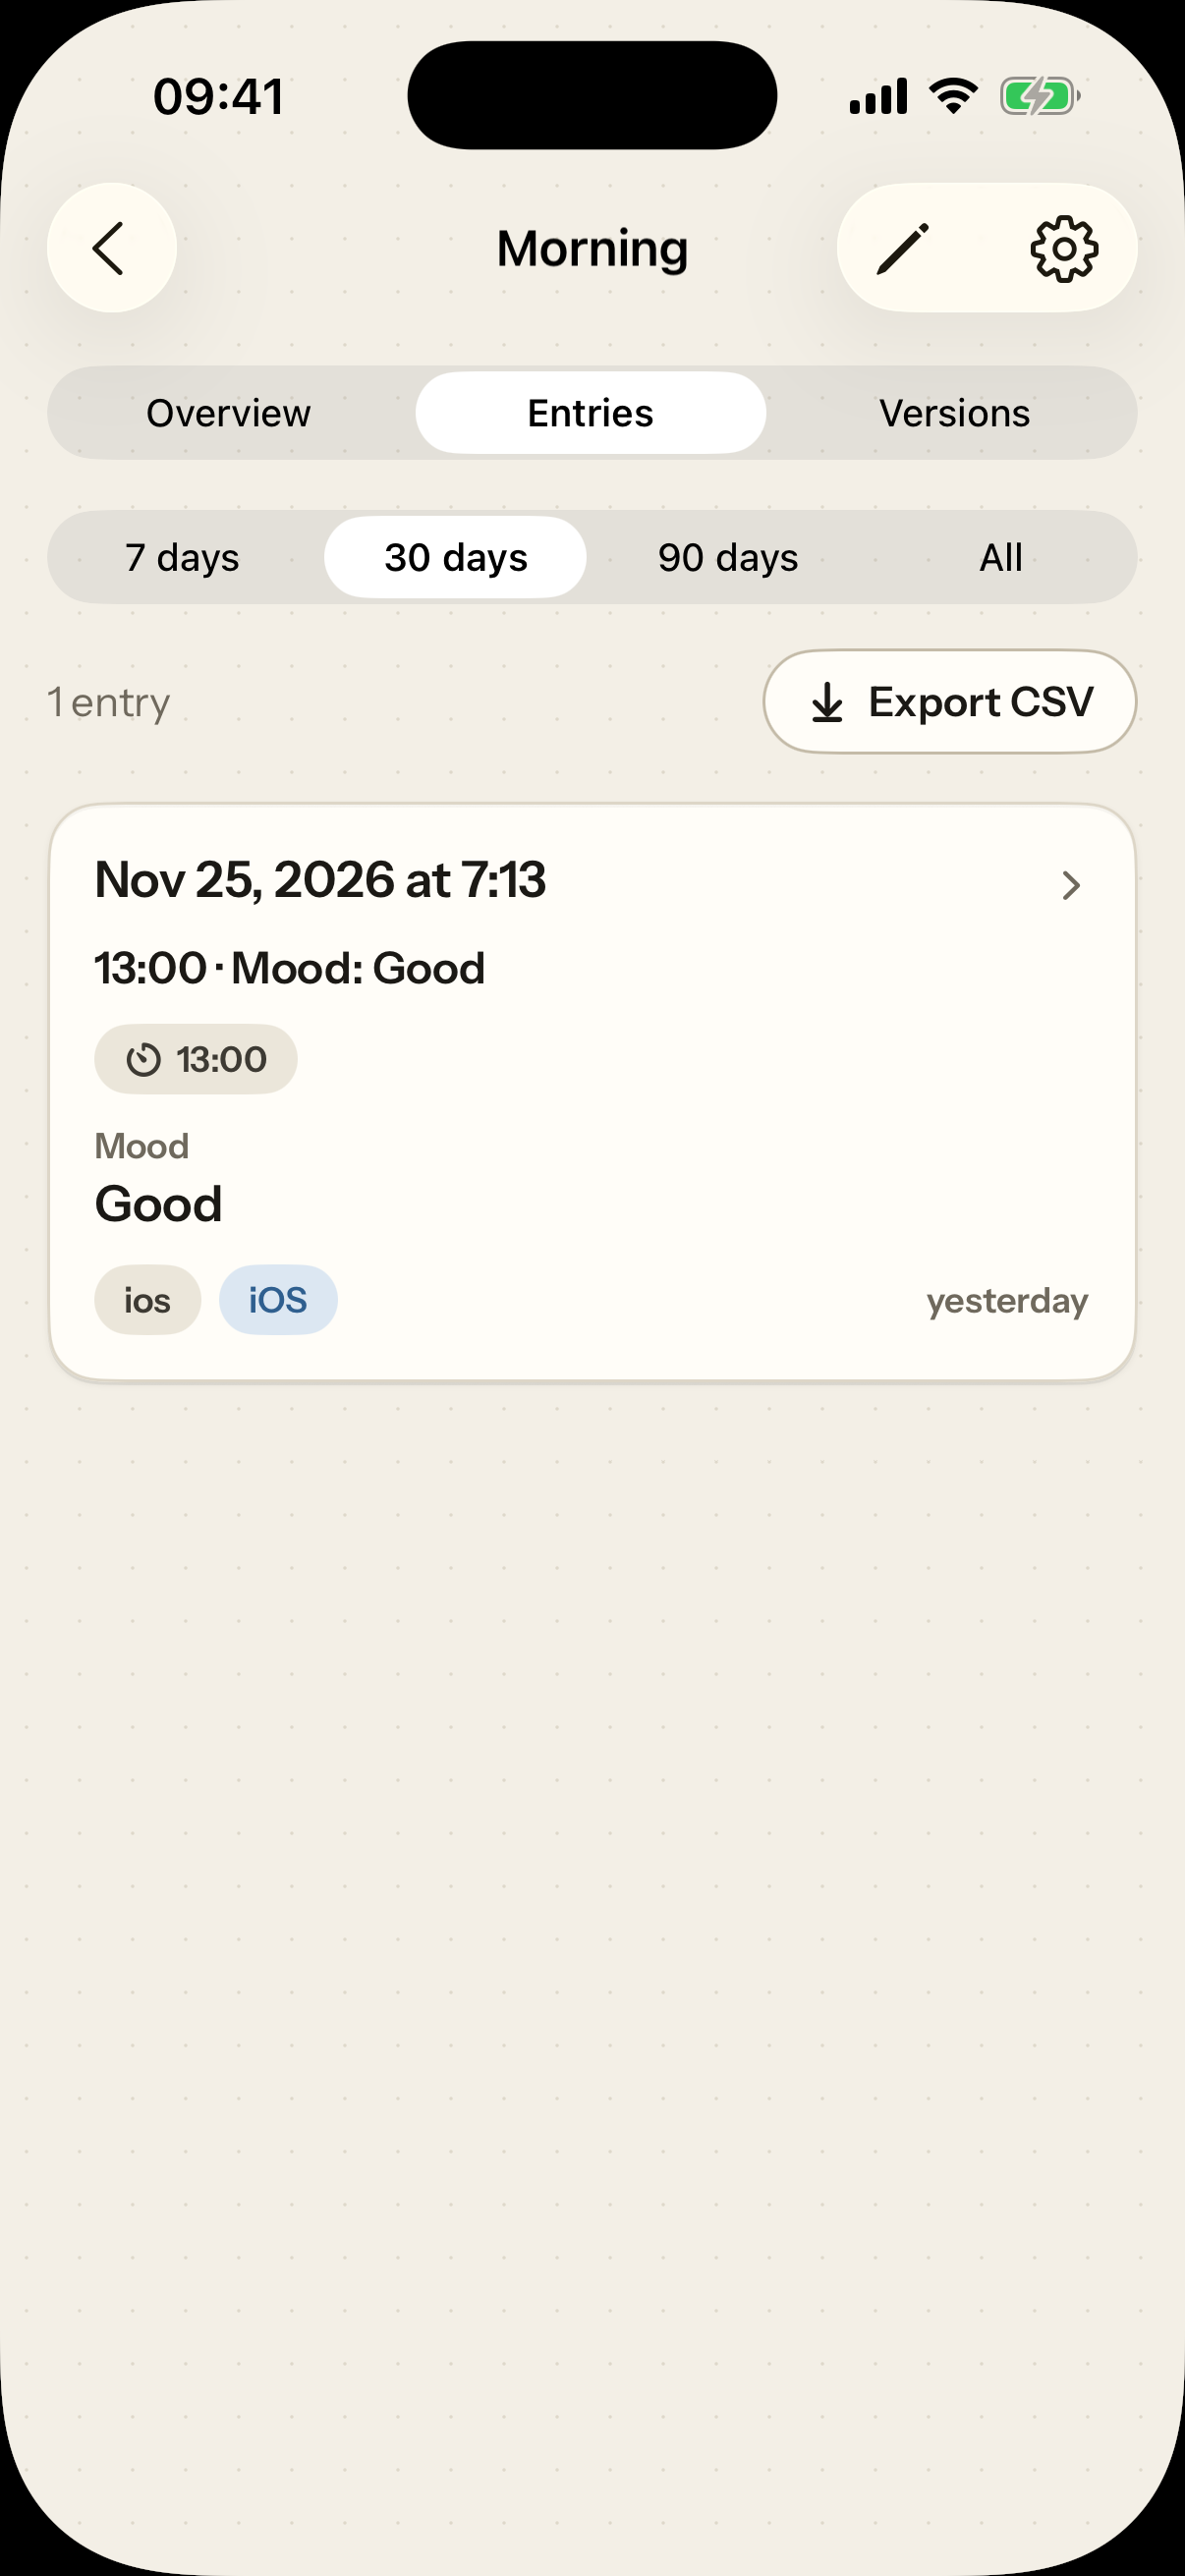 09:41
Morning
Overview Entries Versions
7 days 30 days 90 days All
1 entry Export CSV
Nov 25, 2026 at 7:13
13:00 · Mood: Good
13:00
Mood
Good
ios iOS yesterday